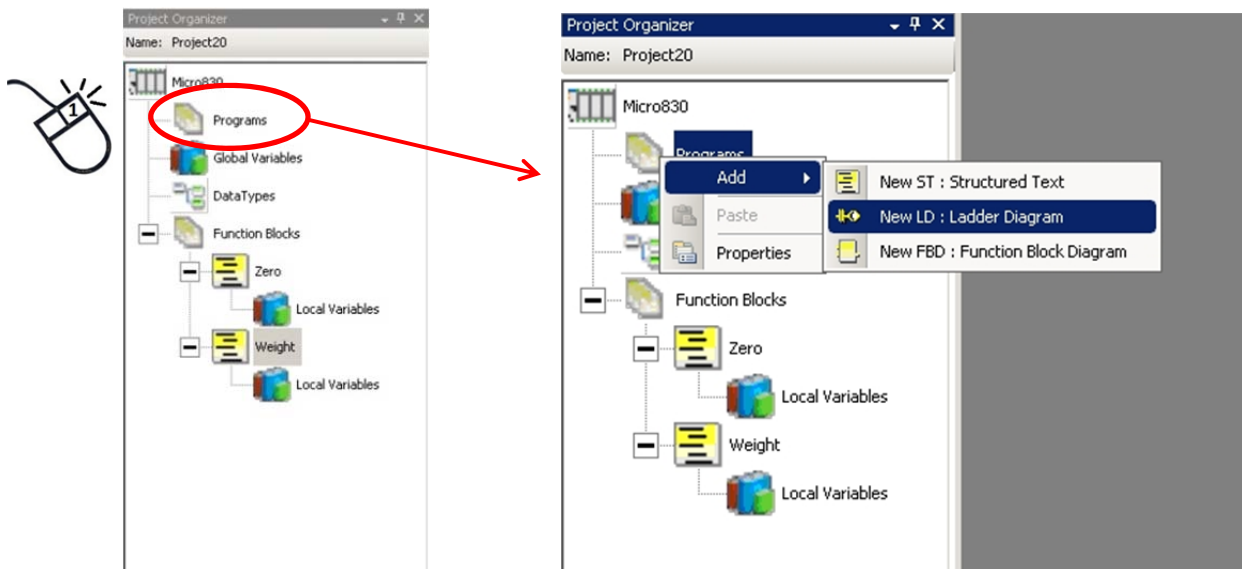 Project Organizer
Name: Project20
Micro830
1
Programs
Global Variables
DataTypes
Function Blocks
Zero
Local Variables
Weight
Local Variables
Project Organizer
Name: Project20
Micro830
Programs
Add
New ST : Structured Text
Paste
New LD : Ladder Diagram
Properties
New FBD : Function Block Diagram
Function Blocks
Zero
Local Variables
Weight
Local Variables